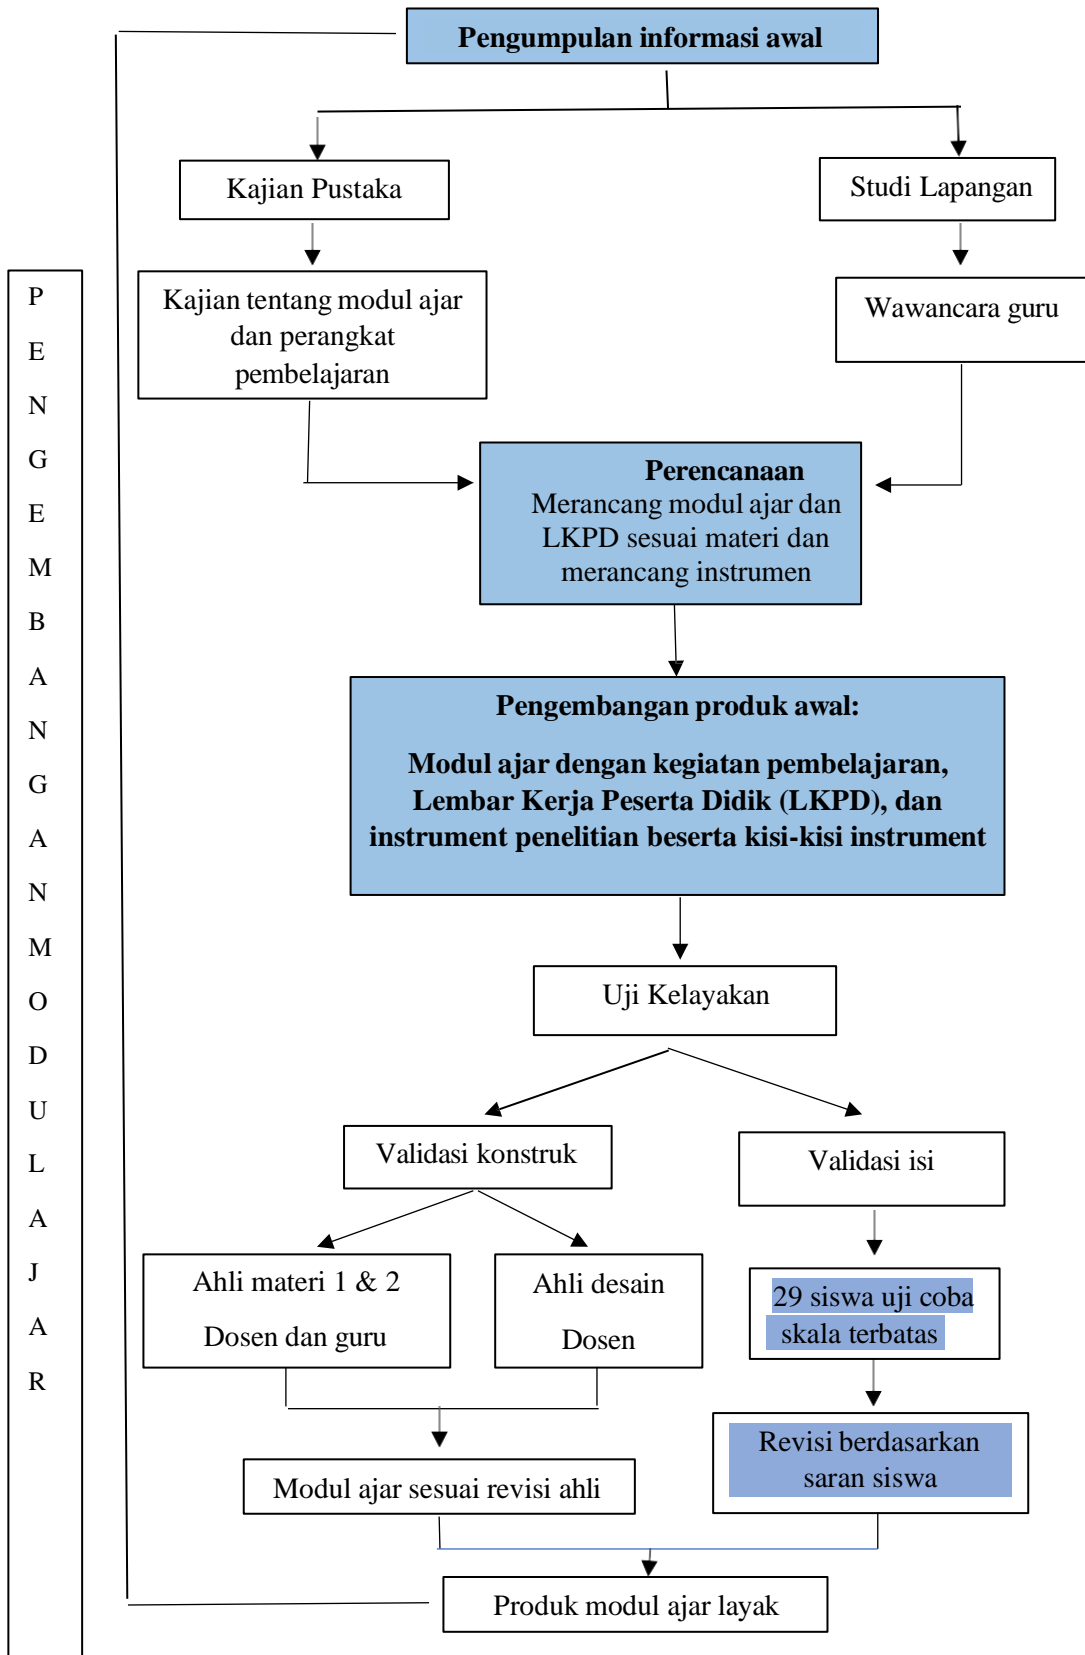 Pengumpulan informasi awal
Kajian Pustaka
Studi Lapangan
Kajian tentang modul ajar
dan perangkat
pembelajaran
Wawancara guru
P
E
N
G
E
M
B
A
N
G
A
N
M
O
D
U
L
A
J
A
R
Perencanaan
Merancang modul ajar dan
LKPD sesuai materi dan
merancang instrumen
Pengembangan produk awal:
Modul ajar dengan kegiatan pembelajaran,
Lembar Kerja Peserta Didik (LKPD), dan
instrument penelitian beserta kisi-kisi instrument
Uji Kelayakan
Validasi konstruk
Validasi isi
Ahli materi 1 & 2
Dosen dan guru
Ahli desain
Dosen
29 siswa uji coba
skala terbatas
Modul ajar sesuai revisi ahli
Revisi berdasarkan
saran siswa
Produk modul ajar layak